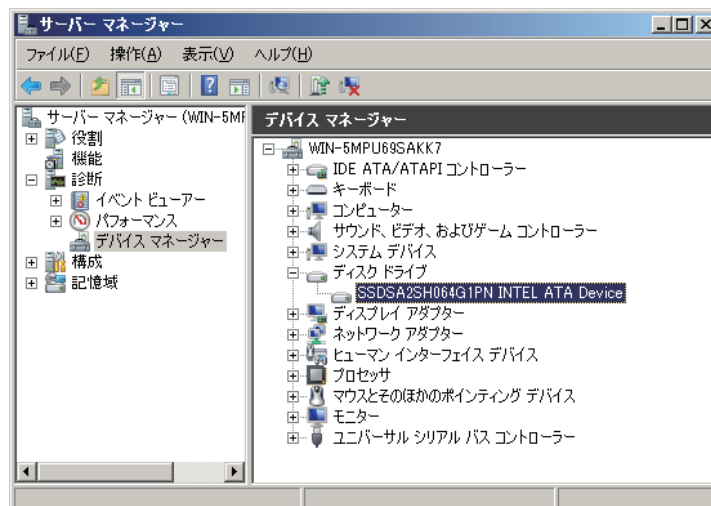 サーバー マネージャー
ファイル(F) 操作(A) 表示(V) ヘルプ(H)
サーバー マネージャー (WIN-5MF
役割
機能
診断
イベント ビューアー
パフォーマンス
デバイス マネージャー
構成
記憶域
デバイス マネージャー
WIN-5MPU69SAKK7
IDE ATA/ATAPI コントローラー
キーボード
コンピューター
サウンド、ビデオ、およびゲーム コントローラー
システム デバイス
ディスク ドライブ
SSDSA2SH064G1PN INTEL ATA Device
ディスプレイ アダプター
ネットワーク アダプター
ヒューマン インターフェイス デバイス
プロセッサ
マウスとそのほかのポインティング デバイス
モニター
ユニバーサル シリアル バス コントローラー